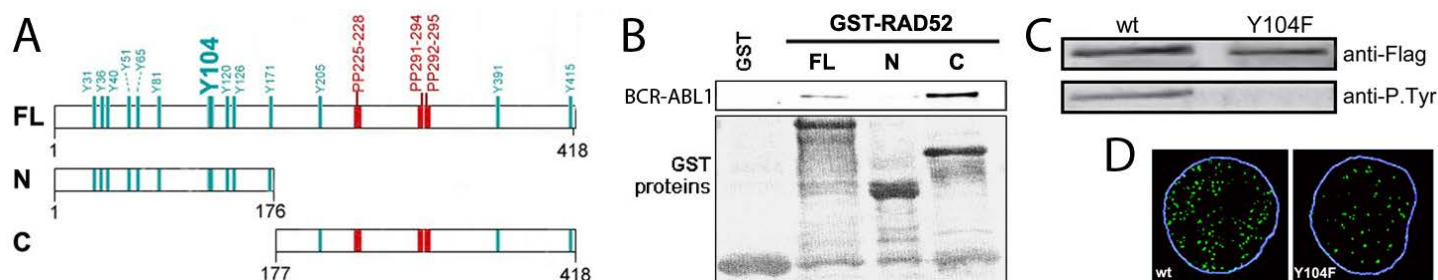 A
Y31
Y36
Y40
Y51
Y65
Y81
Y104
Y120
Y126
Y171
Y205
PP225-228
PP291-294
PP292-295
Y391
Y415
FL
1
418
N
1
176
C
177
418
B
GST
GST-RAD52
FL
N
C
BCR-ABL1
GST
proteins
C
wt
Y104F
anti-Flag
anti-P.Tyr
D
wt
Y104F